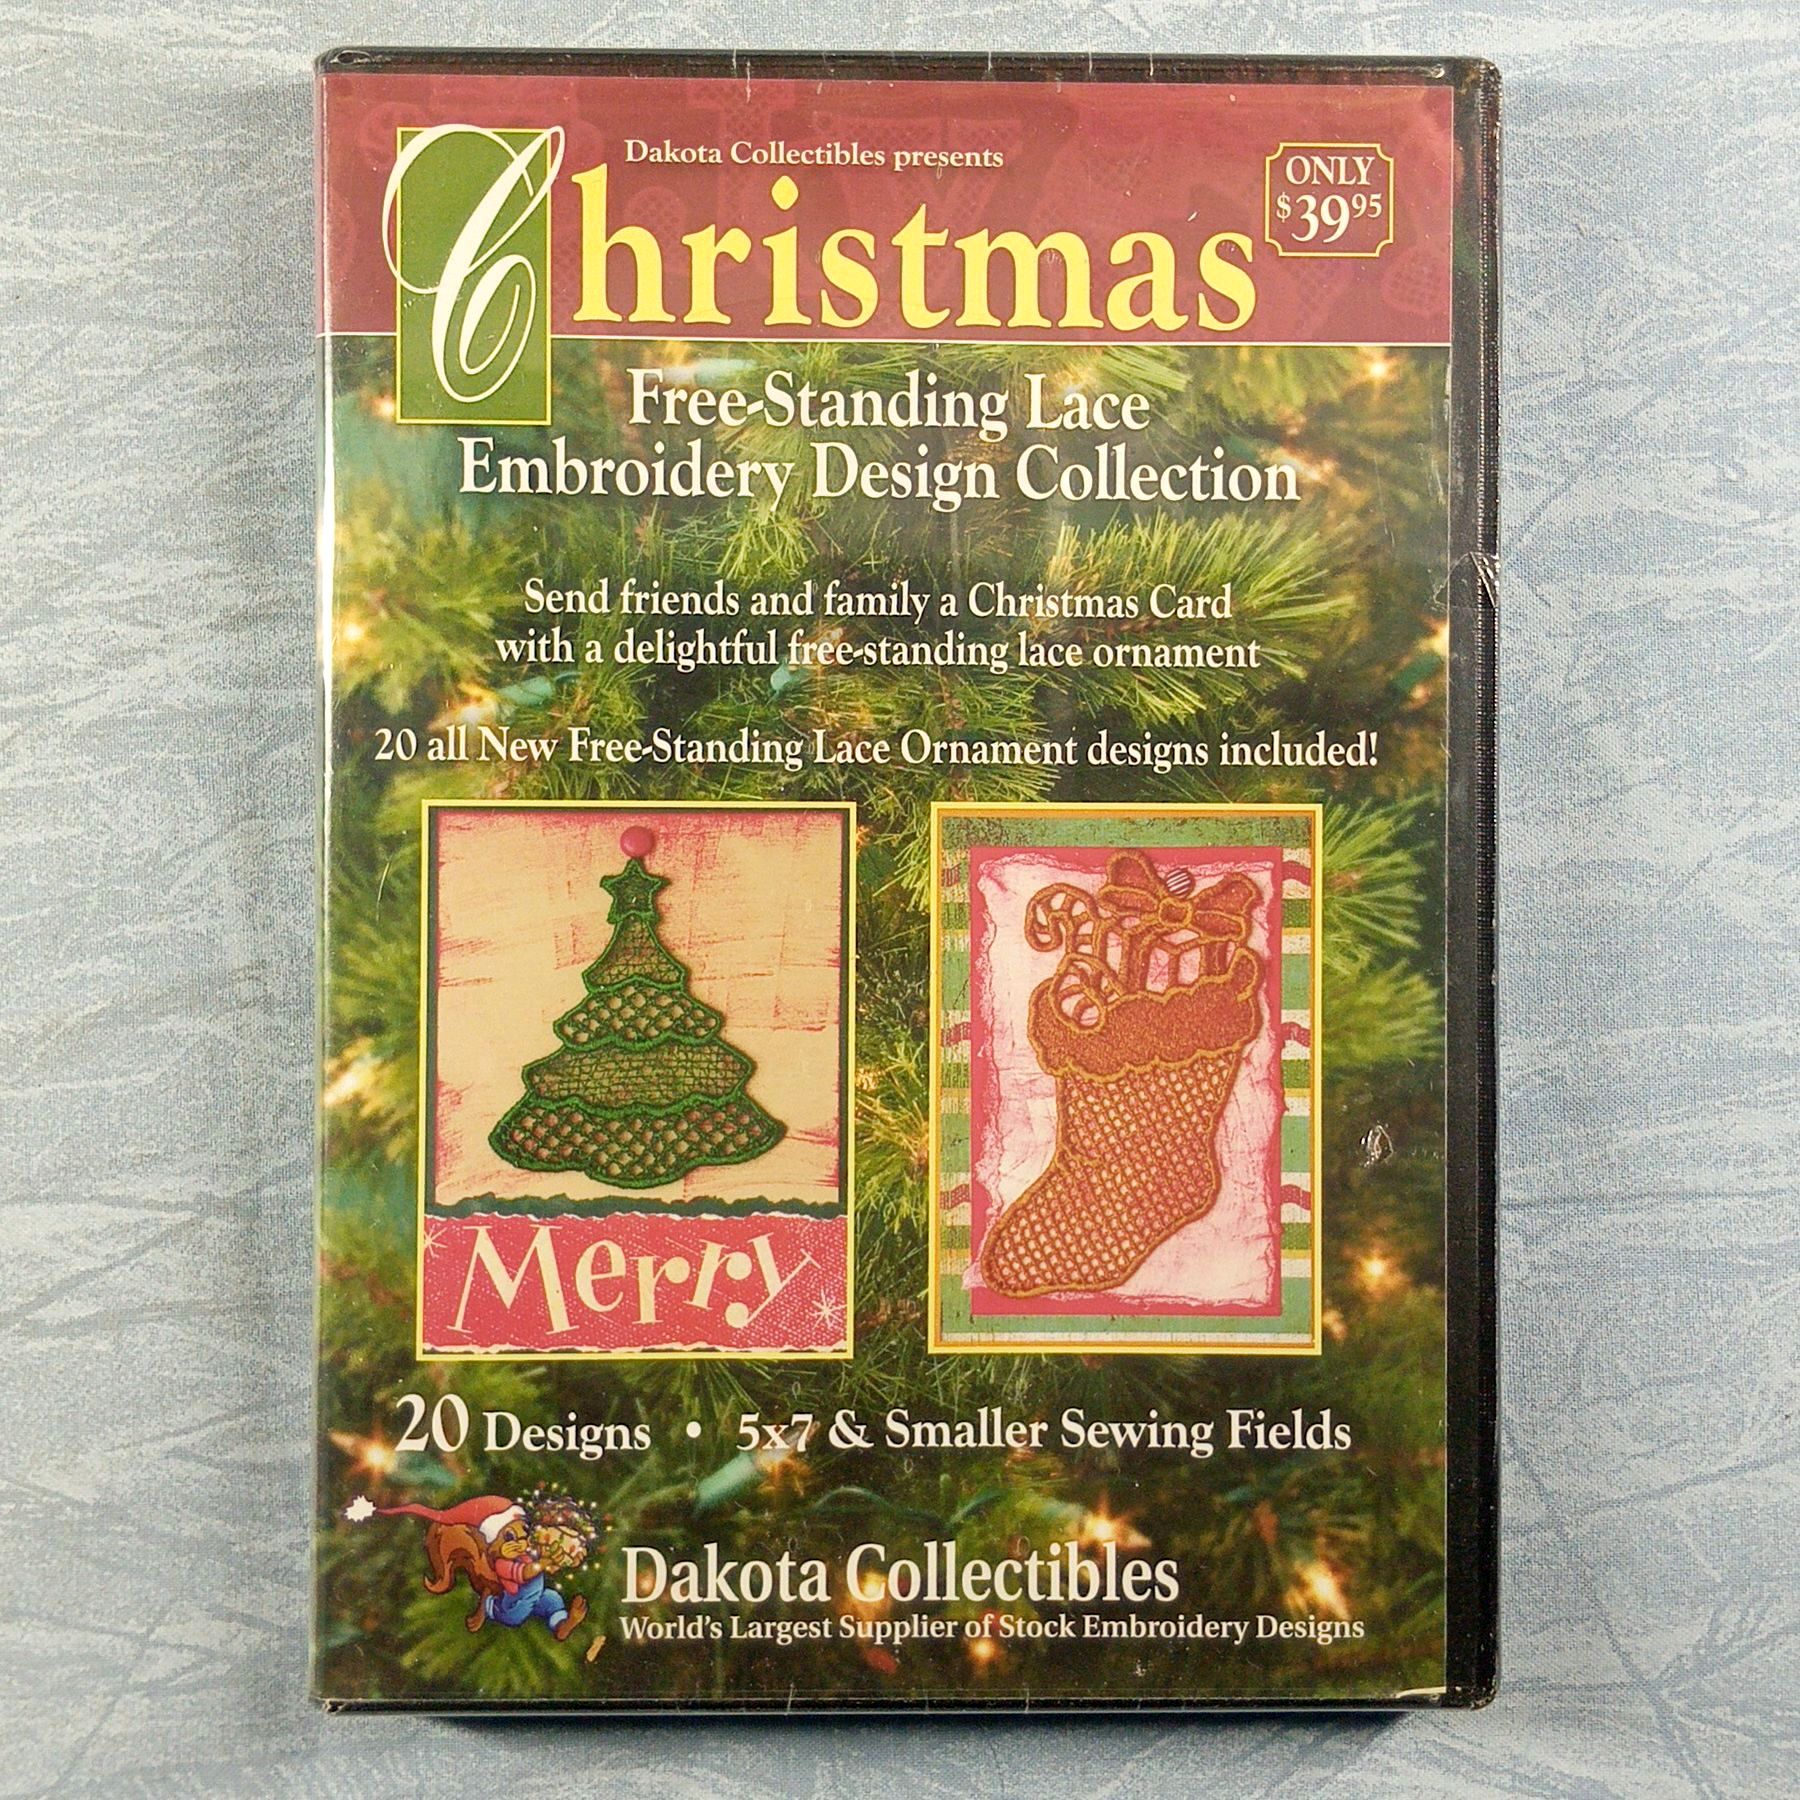 Dakota Collectibles presents
Christmas
ONLY
$3995
Free-Standing Lace
Embroidery Design Collection
Send friends and family a Christmas Card
with a delightful free-standing lace ornament
20 all New Free-Standing Lace Ornament designs included!
Merry
20 Designs • 5x7 & Smaller Sewing Fields
Dakota Collectibles
World's Largest Supplier of Stock Embroidery Designs